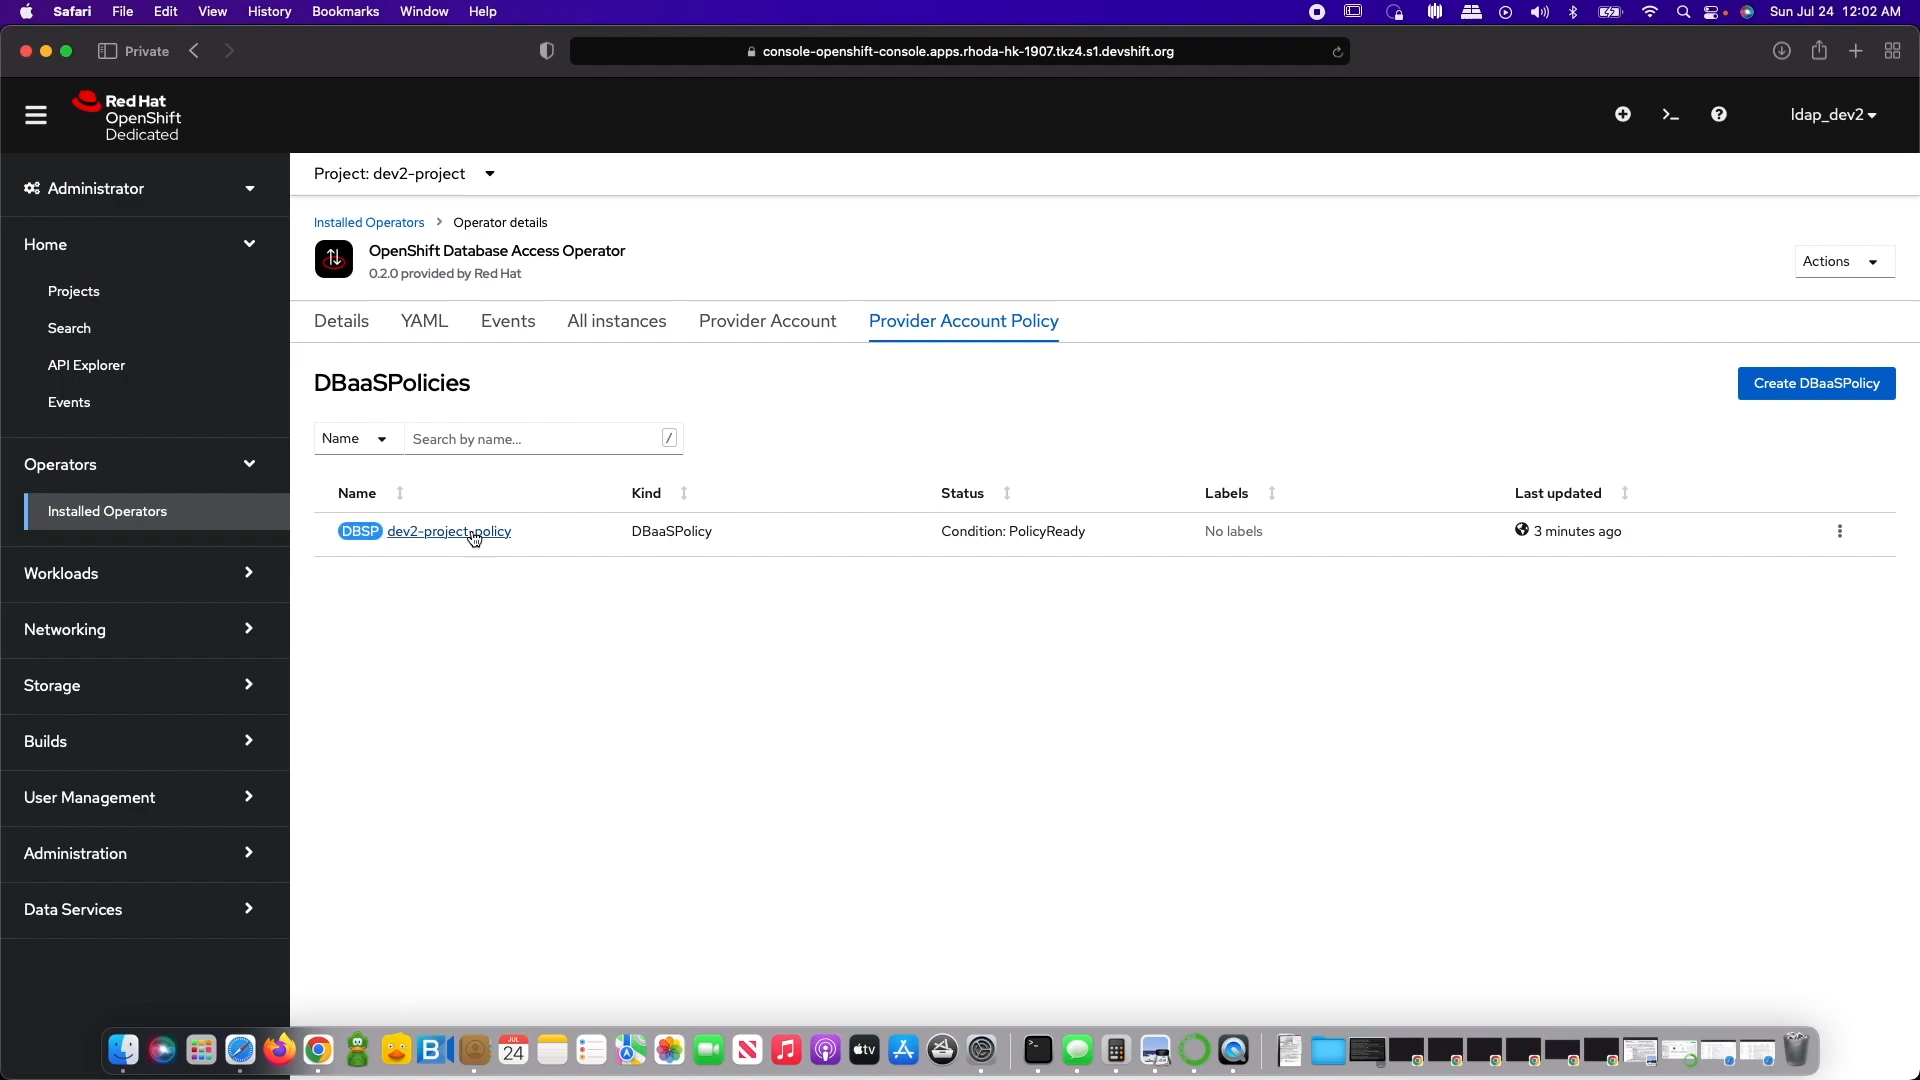 Safari File Edit View History Bookmarks Window Help Sun Jul 24 12:02 AM
Private console-openshift-console.apps.rhoda-hk-1907.tkz4.s1.devshift.org
Red Hat
OpenShift
Dedicated
ldap_dev2
Administrator
Home
Projects
Search
API Explorer
Events
Operators
Installed Operators
Workloads
Networking
Storage
Builds
User Management
Administration
Data Services
Project: dev2-project
Installed Operators > Operator details
OpenShift Database Access Operator
0.2.0 provided by Red Hat
Actions
Details YAML Events All instances Provider Account Provider Account Policy
DBaaSPolicies
Create DBaaSPolicy
Name Search by name... /
Name Kind Status Labels Last updated
DBSP dev2-project-policy DBaaSPolicy Condition: PolicyReady No labels 3 minutes ago
JUL
24
tv